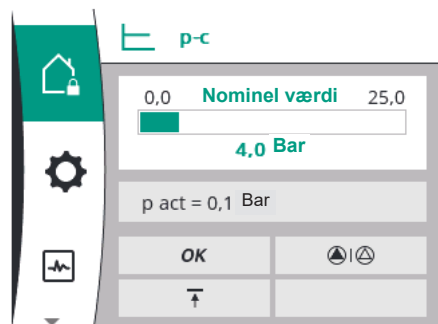 p-c
0,0 Nominel værdi 25,0
4,0 Bar
p act = 0,1 Bar
OK